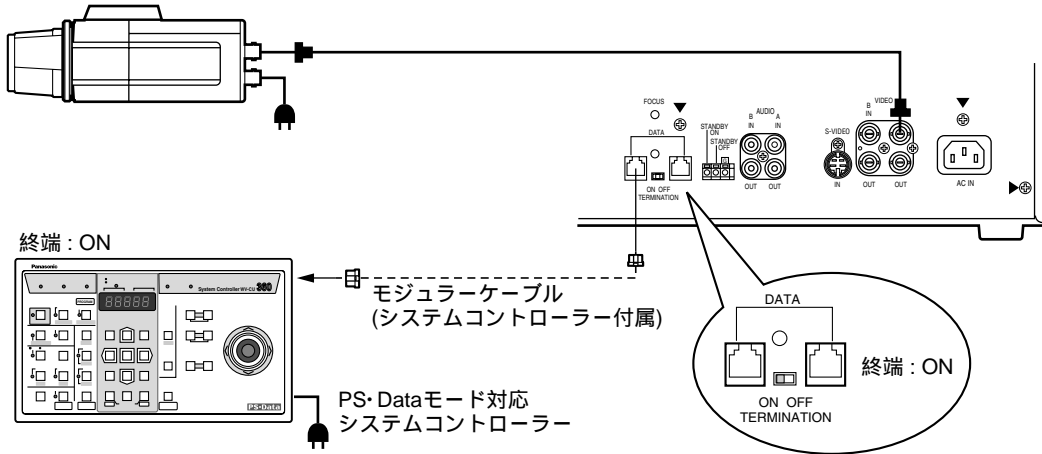 FOCUS
DATA
STANDBY
ON
STANDBY
OFF
B AUDIO A
IN IN
B VIDEO
IN
S-VIDEO
ON OFF
TERMINATION
OUT OUT
IN
OUT OUT
AC IN
終端 : ON
Panasonic
System Controller WV-CU 360
PROGRAM
モジュラーケーブル
(システムコントローラー付属)
PS･Dataモード対応
システムコントローラー
DATA
終端 : ON
ON OFF
TERMINATION